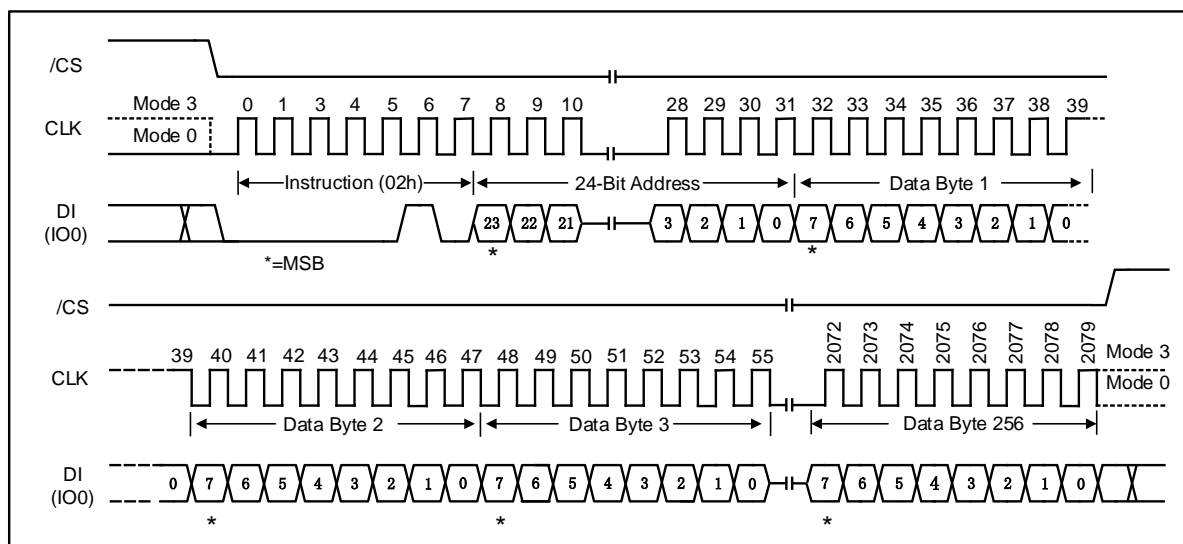 /CS
Mode 3
0 1 3 4 5 6 7 8 9 10 28 29 30 31 32 33 34 35 36 37 38 39
CLK
Mode 0
Instruction (02h)
24-Bit Address
Data Byte 1
DI
(IO0)
23 22 21 3 2 1 0 7 6 5 4 3 2 1 0
* *
*=MSB
/CS
39 40 41 42 43 44 45 46 47 48 49 50 51 52 53 54 55 2072 2073 2074 2075 2076 2077 2078 2079
Mode 3
CLK
Mode 0
Data Byte 2
Data Byte 3
Data Byte 256
DI
(IO0)
0 7 6 5 4 3 2 1 0 7 6 5 4 3 2 1 0 7 6 5 4 3 2 1 0
* * *